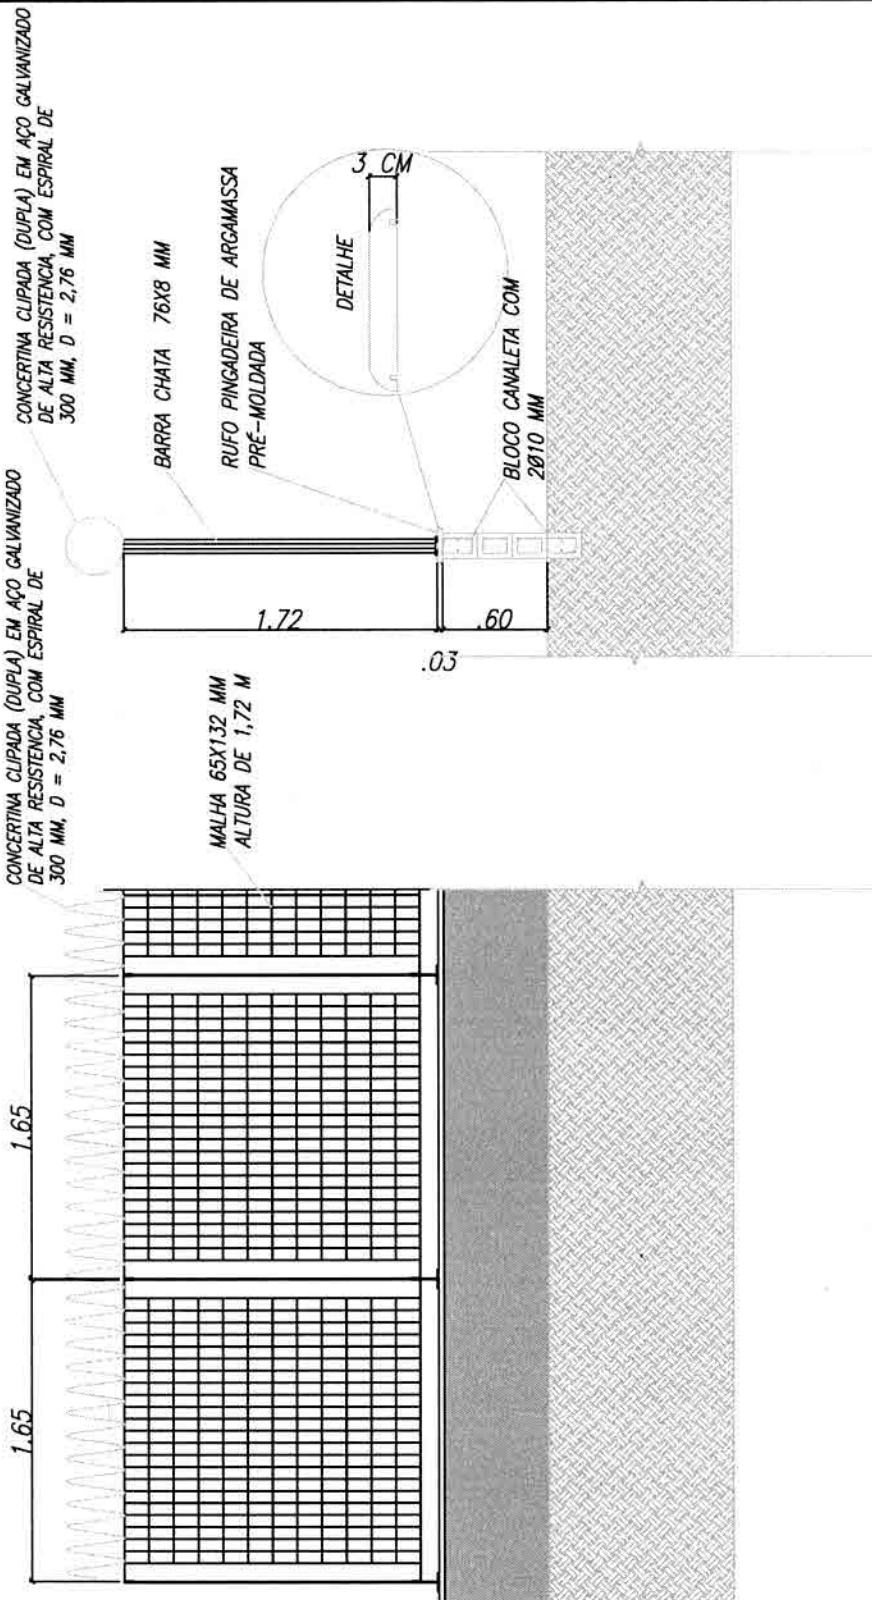 CONCERTINA CLIPADA (DUPLA) EM AÇO GALVANIZADO
DE ALTA RESISTENCIA, COM ESPIRAL DE
300 MM, D = 2,76 MM
1.65
1.65
MALHA 65X132 MM
ALTURA DE 1,72 M
CONCERTINA CLIPADA (DUPLA) EM AÇO GALVANIZADO
DE ALTA RESISTENCIA, COM ESPIRAL DE
300 MM, D = 2,76 MM
BARRA CHATA 76X8 MM
RUFO PINGADEIRA DE ARGAMASSA
PRÉ-MOLDADA
1.72
.03
.60
DETALHE
3 CM
BLOCO CANALETA COM
2Ø10 MM